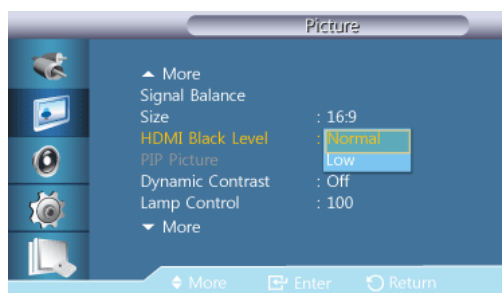 Picture
▲ More
Signal Balance
Size : 16:9
HDMI Black Level : Normal
Low
PIP Picture
Dynamic Contrast : Off
Lamp Control : 100
▼ More
More Enter Return